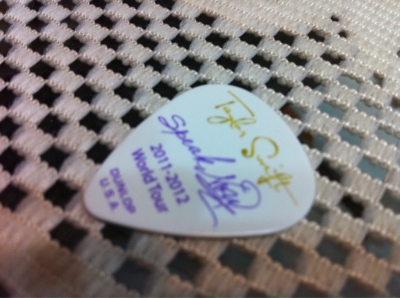 Taylor Swift
Speak Now
2011-2012
World Tour
DUNLOP
U.S.A